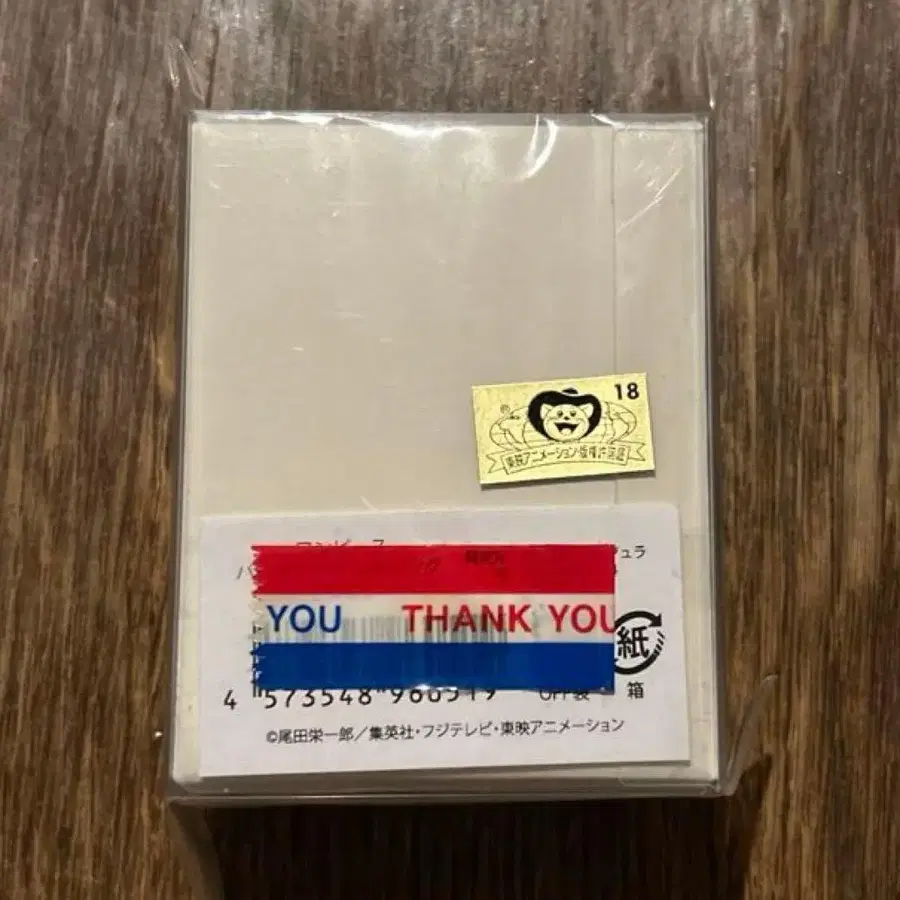 18
東映アニメーション・版権許諾証
ワンピース
YOU THANK YOU
紙
4 573548 960519
OPP袋 箱
©尾田栄一郎／集英社・フジテレビ・東映アニメーション